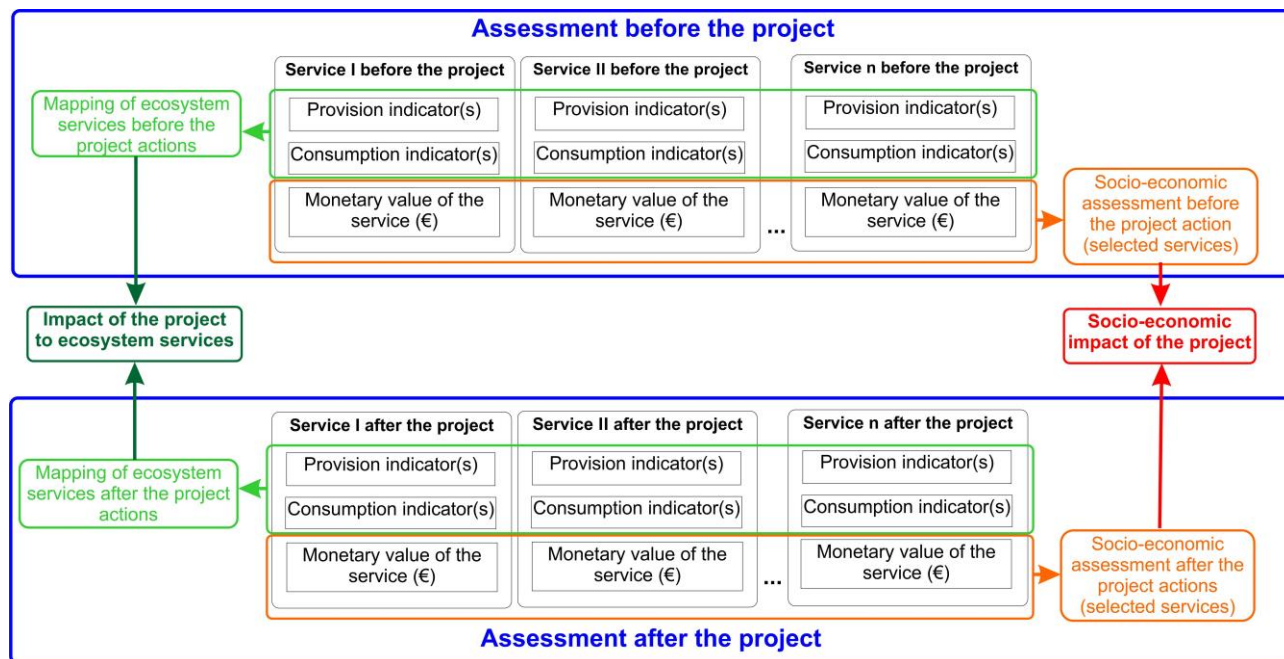 Assessment before the project
Service I before the project
Service II before the project
Service n before the project
Mapping of ecosystem
services before the
project actions
Provision indicator(s)
Provision indicator(s)
Provision indicator(s)
Consumption indicator(s)
Consumption indicator(s)
Consumption indicator(s)
Monetary value of the
service (€)
Monetary value of the
service (€)
...
Monetary value of the
service (€)
Socio-economic
assessment before
the project action
(selected services)
Impact of the project
to ecosystem services
Socio-economic
impact of the project
Service I after the project
Service II after the project
Service n after the project
Mapping of ecosystem
services after the project
actions
Provision indicator(s)
Provision indicator(s)
Provision indicator(s)
Consumption indicator(s)
Consumption indicator(s)
Consumption indicator(s)
Monetary value of the
service (€)
Monetary value of the
service (€)
...
Monetary value of the
service (€)
Socio-economic
assessment after the
project actions
(selected services)
Assessment after the project